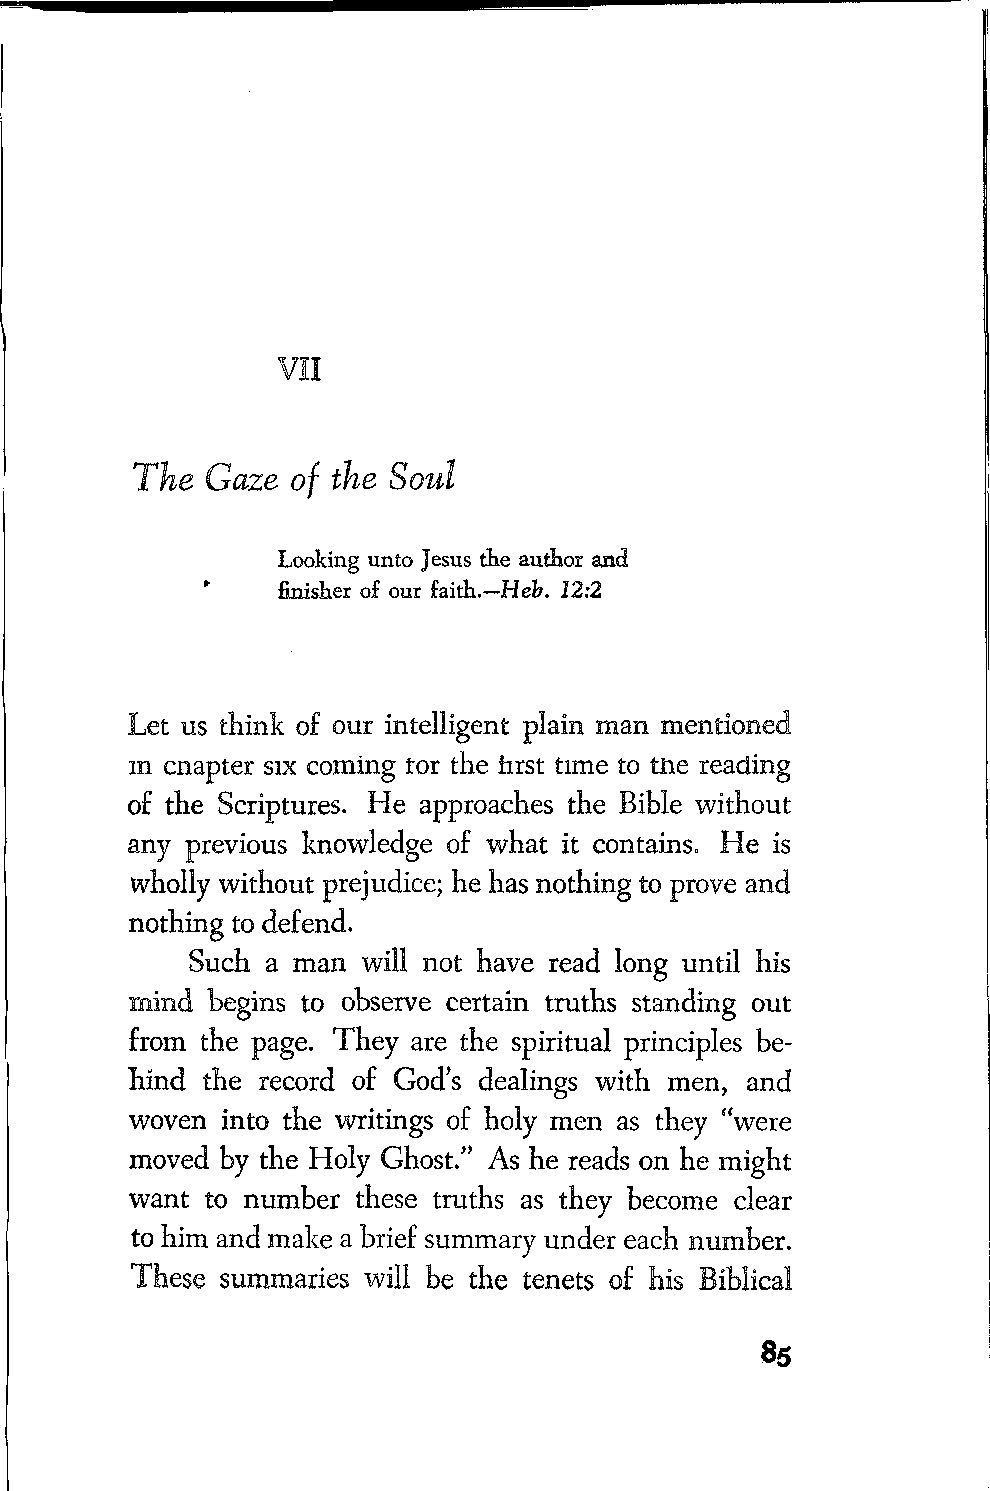 VII
The Gaze of the Soul
Looking unto Jesus the author and
finisher of our faith.—Heb. 12:2
Let us think of our intelligent plain man mentioned
in chapter six coming for the first time to the reading
of the Scriptures. He approaches the Bible without
any previous knowledge of what it contains. He is
wholly without prejudice; he has nothing to prove and
nothing to defend.
Such a man will not have read long until his
mind begins to observe certain truths standing out
from the page. They are the spiritual principles be-
hind the record of God's dealings with men, and
woven into the writings of holy men as they "were
moved by the Holy Ghost." As he reads on he might
want to number these truths as they become clear
to him and make a brief summary under each number.
These summaries will be the tenets of his Biblical
85